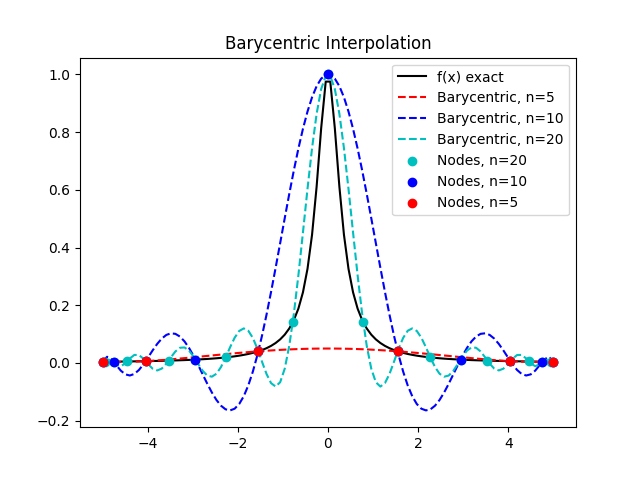 Barycentric Interpolation
1.0
0.8
0.6
0.4
0.2
0.0
−0.2
−4
−2
0
2
4
f(x) exact
Barycentric, n=5
Barycentric, n=10
Barycentric, n=20
Nodes, n=20
Nodes, n=10
Nodes, n=5